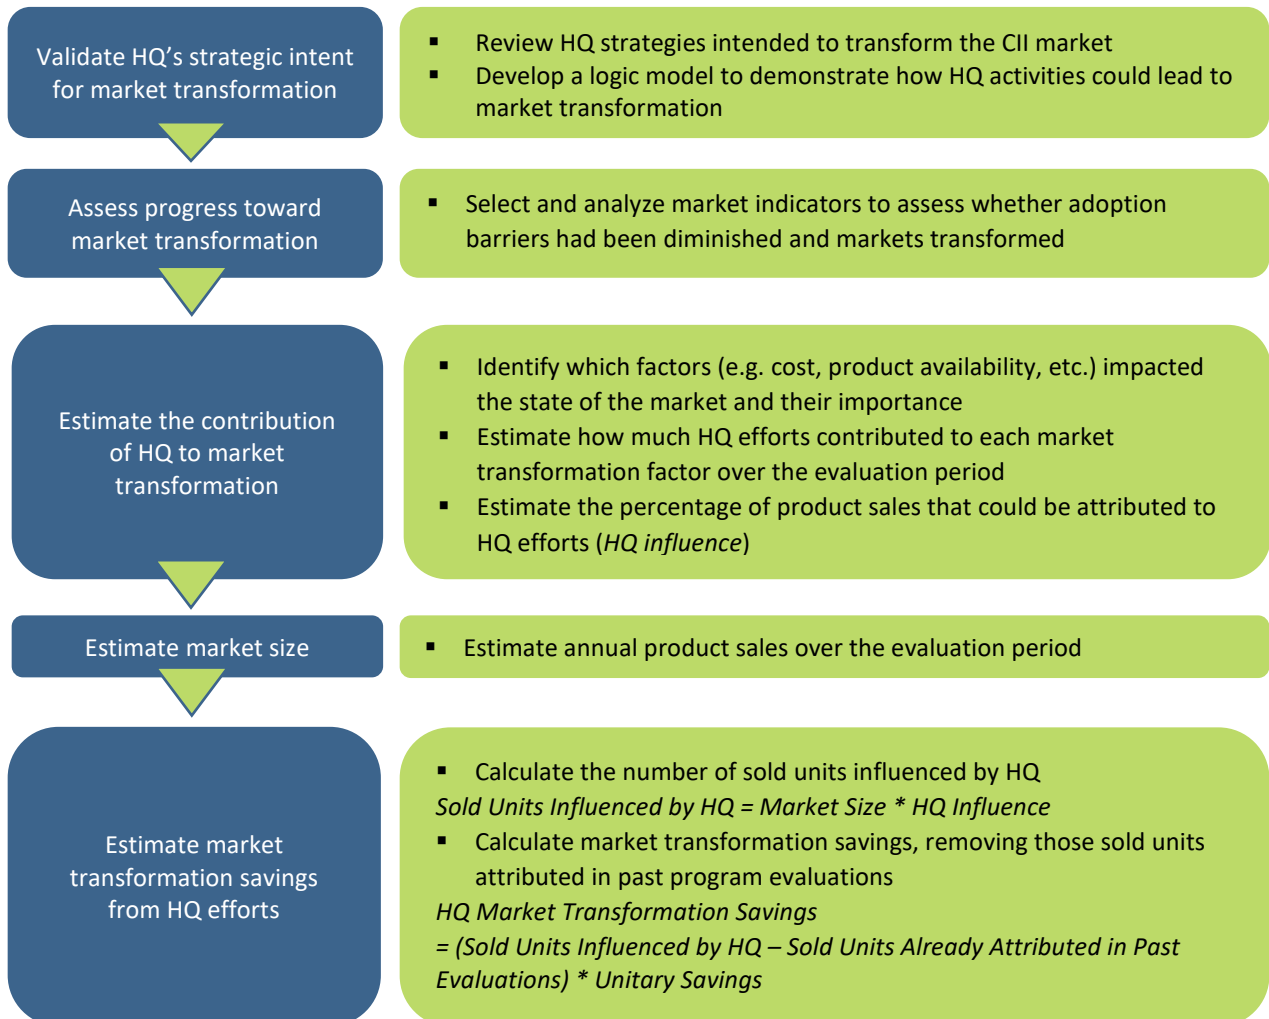 Validate HQ’s strategic intent
for market transformation
▪ Review HQ strategies intended to transform the CII market
▪ Develop a logic model to demonstrate how HQ activities could lead to
market transformation
Assess progress toward
market transformation
▪ Select and analyze market indicators to assess whether adoption
barriers had been diminished and markets transformed
Estimate the contribution
of HQ to market
transformation
▪ Identify which factors (e.g. cost, product availability, etc.) impacted
the state of the market and their importance
▪ Estimate how much HQ efforts contributed to each market
transformation factor over the evaluation period
▪ Estimate the percentage of product sales that could be attributed to
HQ efforts (HQ influence)
Estimate market size
▪ Estimate annual product sales over the evaluation period
Estimate market
transformation savings
from HQ efforts
▪ Calculate the number of sold units influenced by HQ
Sold Units Influenced by HQ = Market Size * HQ Influence
▪ Calculate market transformation savings, removing those sold units
attributed in past program evaluations
HQ Market Transformation Savings
= (Sold Units Influenced by HQ – Sold Units Already Attributed in Past
Evaluations) * Unitary Savings